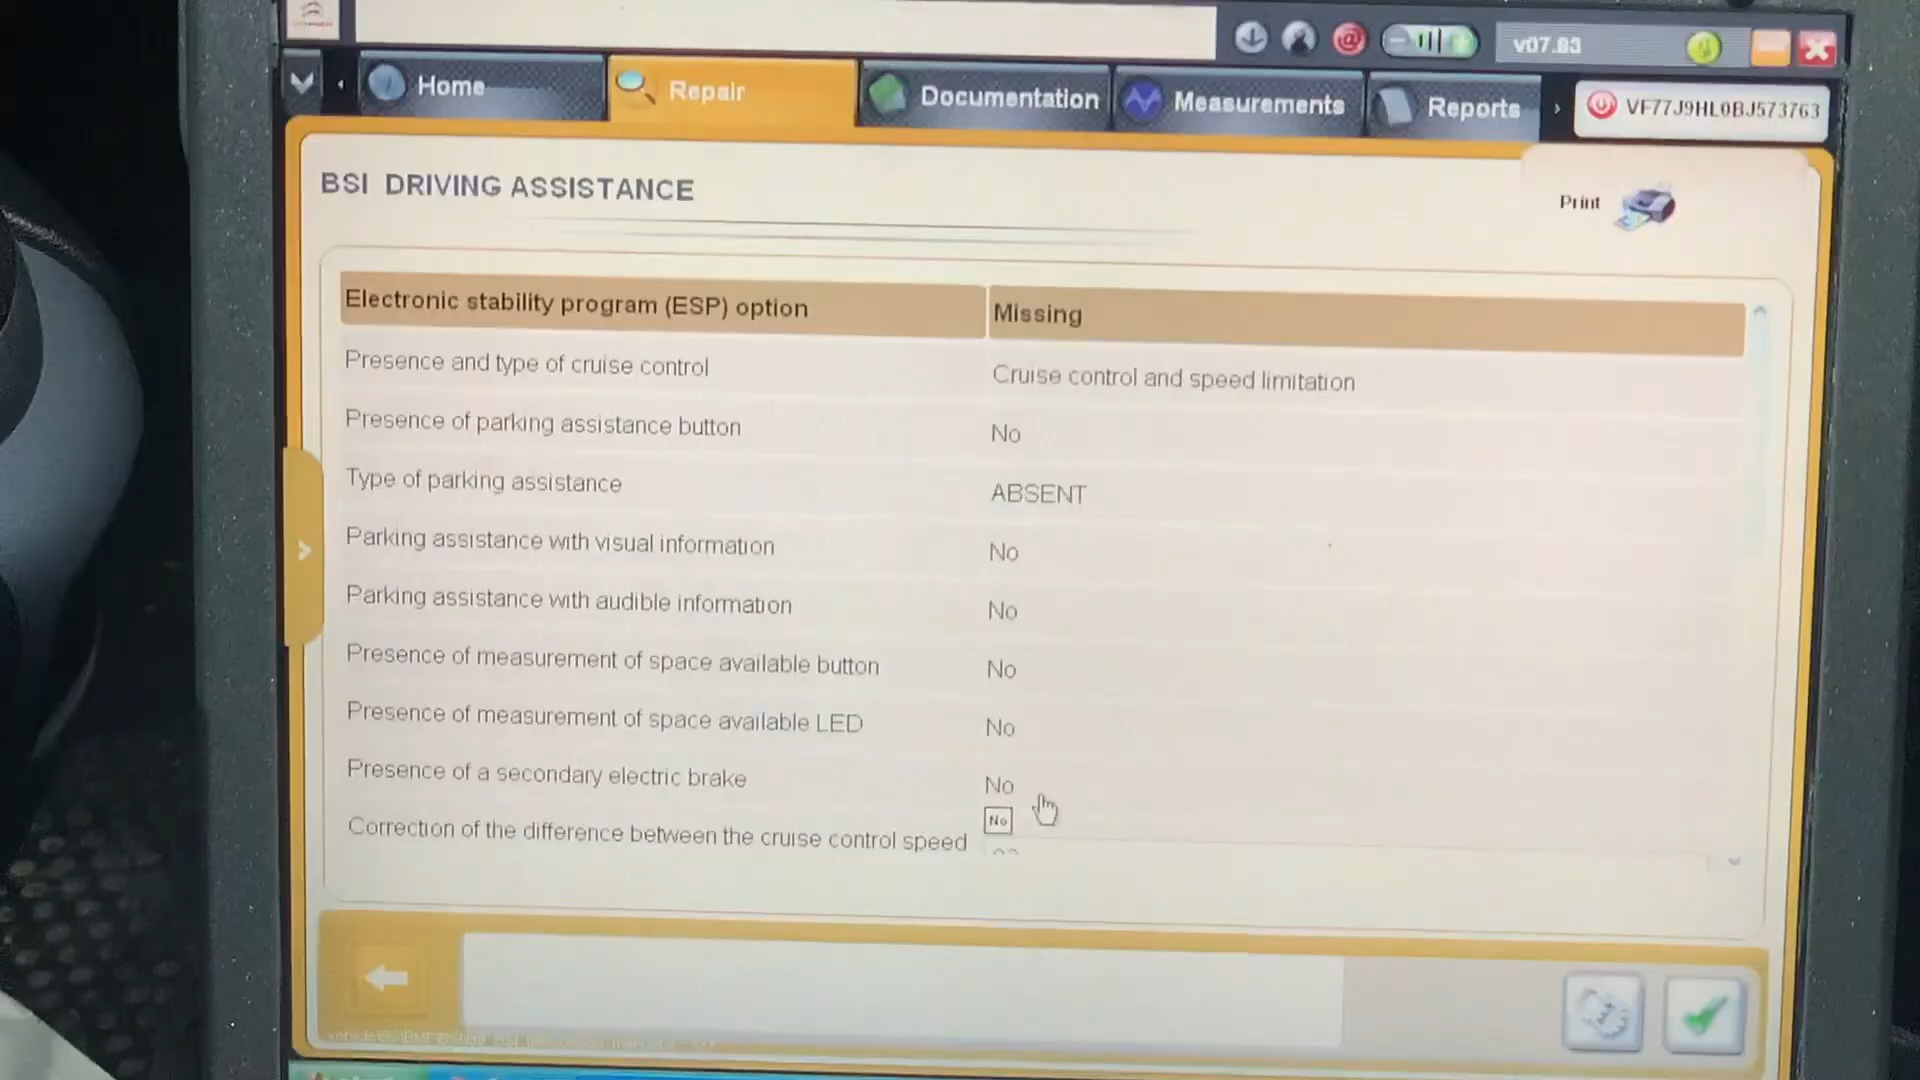 v07.83
Home
Repair
Documentation
Measurements
Reports
VF77J9HL0BJ573763
BSI DRIVING ASSISTANCE
Print
Electronic stability program (ESP) option Missing
Presence and type of cruise control Cruise control and speed limitation
Presence of parking assistance button No
Type of parking assistance ABSENT
Parking assistance with visual information No
Parking assistance with audible information No
Presence of measurement of space available button No
Presence of measurement of space available LED No
Presence of a secondary electric brake No
No
Correction of the difference between the cruise control speed